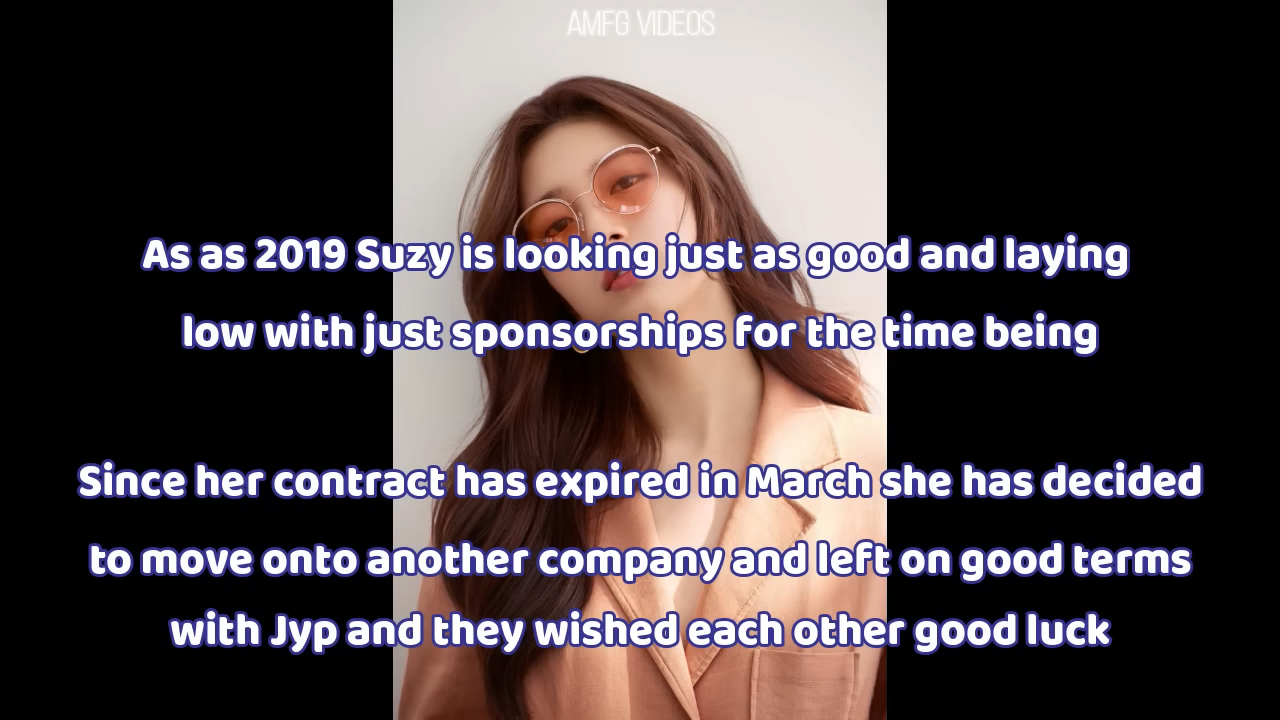 AMFG VIDEOS
As as 2019 Suzy is looking just as good and laying
low with just sponsorships for the time being
Since her contract has expired in March she has decided
to move onto another company and left on good terms
with Jyp and they wished each other good luck